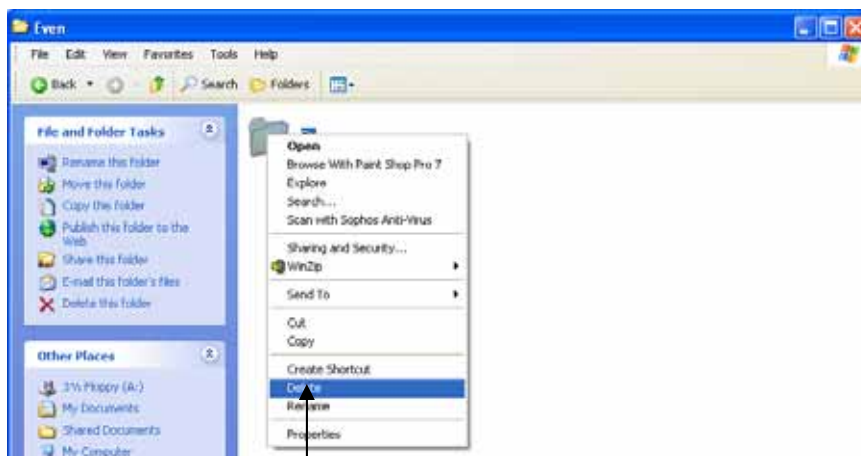 Even
File Edit View Favorites Tools Help
Back Search Folders
File and Folder Tasks
Rename this folder
Move this folder
Copy this folder
Publish this folder to the
Web
Share this folder
E-mail this folder's files
Delete this folder
Other Places
3½ Floppy (A:)
My Documents
Shared Documents
My Computer
Open
Browse With Paint Shop Pro 7
Explore
Search...
Scan with Sophos Anti-Virus
Sharing and Security...
WinZip
Send To
Cut
Copy
Create Shortcut
Delete
Rename
Properties